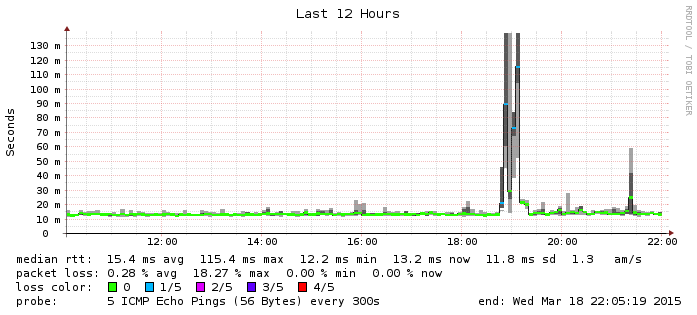 Last 12 Hours
RRDTOOL / TOBI OETIKER
Seconds
130 m
120 m
110 m
100 m
90 m
80 m
70 m
60 m
50 m
40 m
30 m
20 m
10 m
0
12:00 14:00 16:00 18:00 20:00 22:00
median rtt: 15.4 ms avg 115.4 ms max 12.2 ms min 13.2 ms now 11.8 ms sd 1.3 am/s
packet loss: 0.28 % avg 18.27 % max 0.00 % min 0.00 % now
loss color: 0 1/5 2/5 3/5 4/5
probe: 5 ICMP Echo Pings (56 Bytes) every 300s end: Wed Mar 18 22:05:19 2015